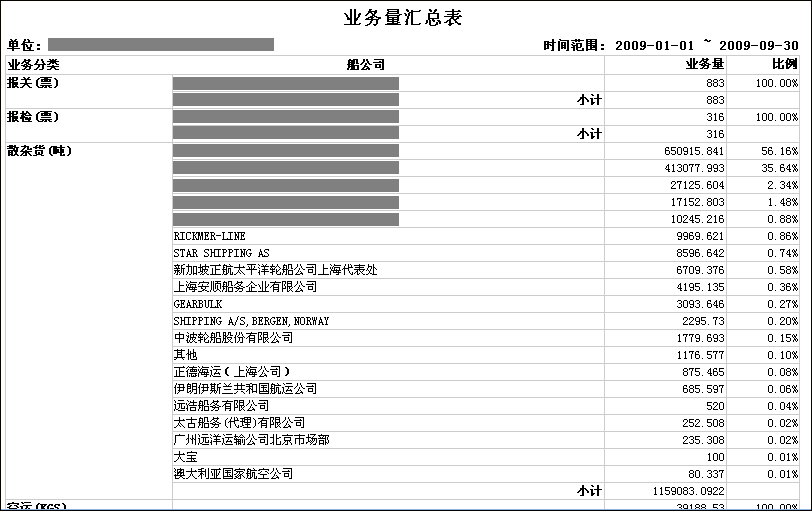 业务量汇总表
单位: 时间范围: 2009-01-01 ~ 2009-09-30
业务分类 船公司 业务量 比例
报关(票) 883 100.00%
小计 883
报检(票) 316 100.00%
小计 316
散杂货(吨) 650915.841 56.16%
413077.993 35.64%
27125.604 2.34%
17152.803 1.48%
10245.216 0.88%
RICKMER-LINE 9969.621 0.86%
STAR SHIPPING AS 8596.642 0.74%
新加坡正航太平洋轮船公司上海代表处 6709.376 0.58%
上海安顺船务企业有限公司 4195.135 0.36%
GEARBULK 3093.646 0.27%
SHIPPING A/S,BERGEN,NORWAY 2295.73 0.20%
中波轮船股份有限公司 1779.693 0.15%
其他 1176.577 0.10%
正德海运(上海公司) 875.465 0.08%
伊朗伊斯兰共和国航运公司 685.597 0.06%
远浩船务有限公司 520 0.04%
太古船务(代理)有限公司 252.508 0.02%
广州远洋运输公司北京市场部 235.308 0.02%
大宝 100 0.01%
澳大利亚国家航空公司 80.337 0.01%
小计 1159083.0922
空运(KGS) 39188.53 100.00%